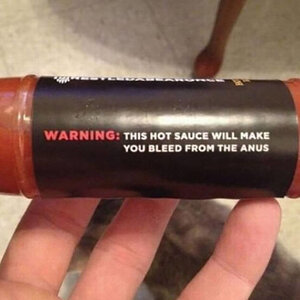 WARNING: THIS HOT SAUCE WILL MAKE
YOU BLEED FROM THE ANUS